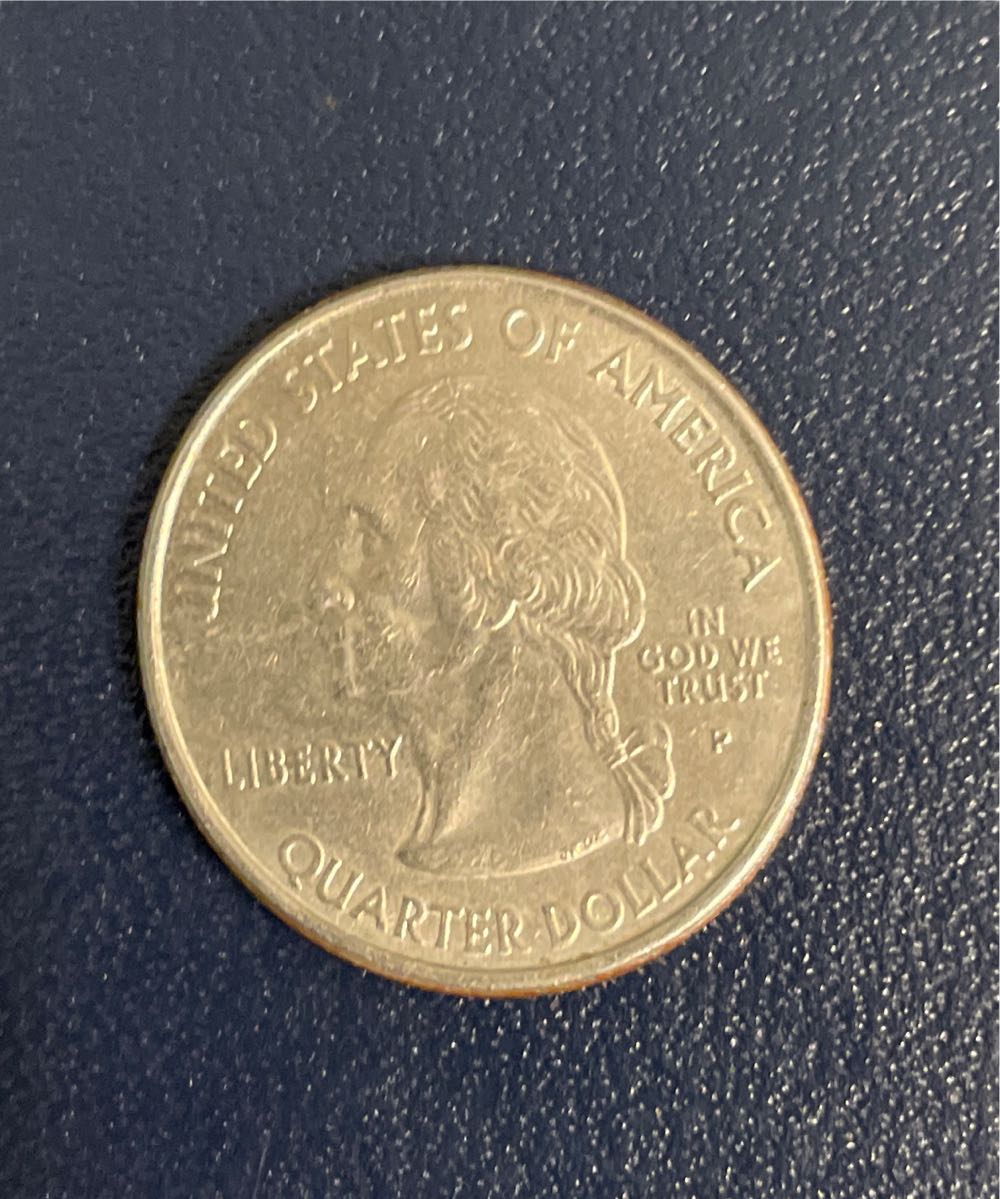 UNITED STATES OF AMERICA
IN
GOD WE
TRUST
P
LIBERTY
QUARTER DOLLAR